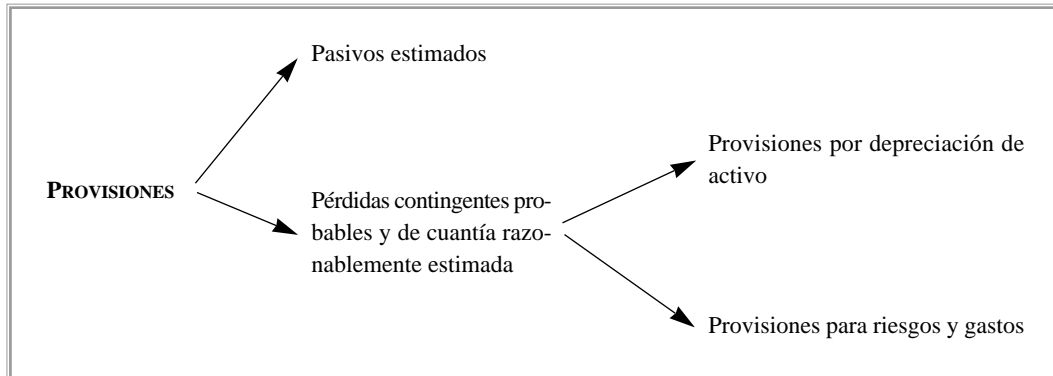 Pasivos estimados
PROVISIONES
Pérdidas contingentes pro-
bables y de cuantía razo-
nablemente estimada
Provisiones por depreciación de
activo
Provisiones para riesgos y gastos